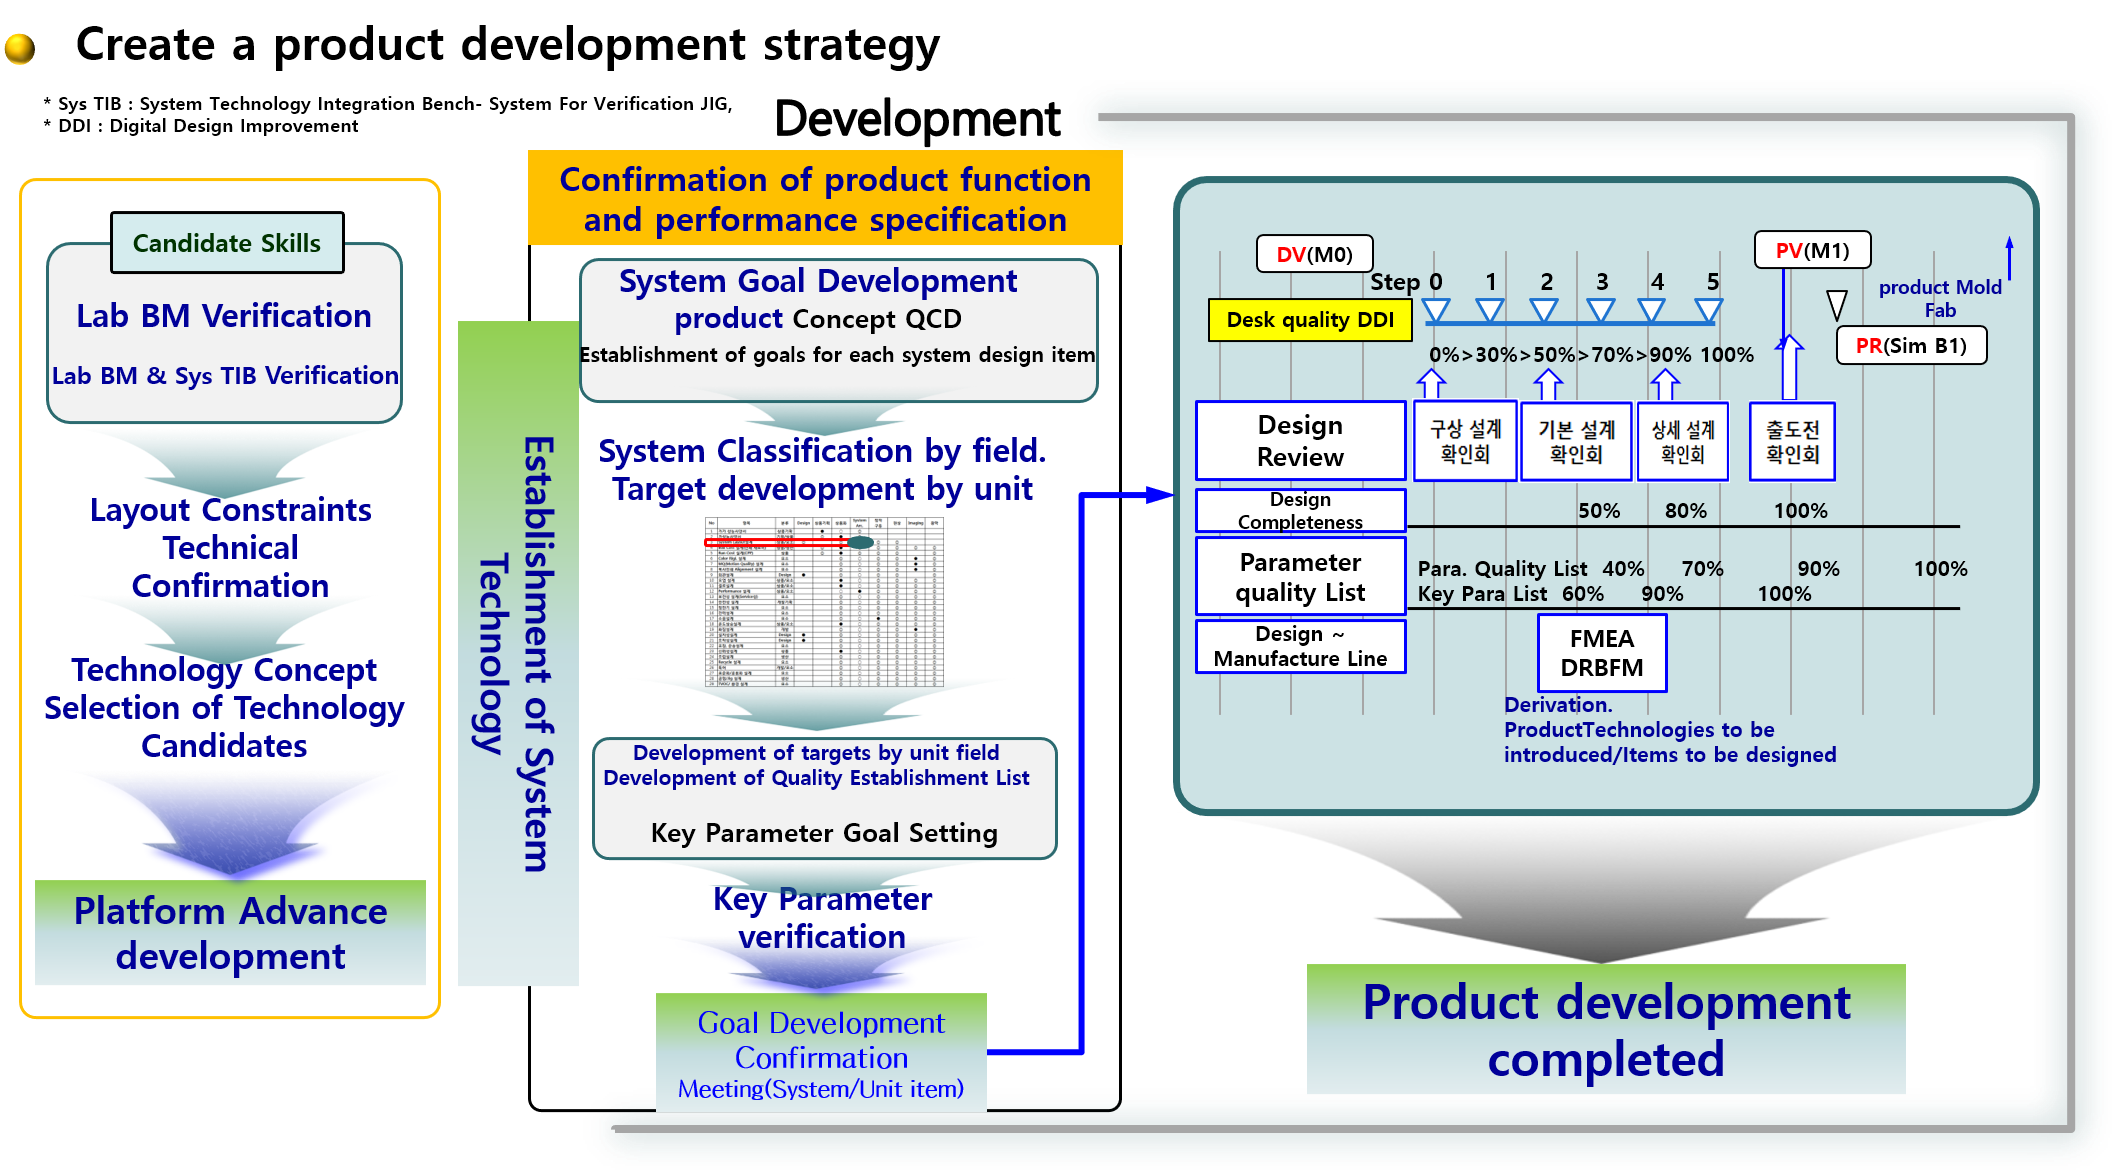 Create a product development strategy
* Sys TIB : System Technology Integration Bench- System For Verification JIG,
* DDI : Digital Design Improvement
Development
Candidate Skills
Lab BM Verification
Lab BM & Sys TIB Verification
Layout Constraints
Technical
Confirmation
Technology Concept
Selection of Technology
Candidates
Platform Advance
development
Establishment of System
Technology
Confirmation of product function
and performance specification
System Goal Development
product Concept QCD
Establishment of goals for each system design item
System Classification by field.
Target development by unit
Development of targets by unit field
Development of Quality Establishment List
Key Parameter Goal Setting
Key Parameter
verification
Goal Development
Confirmation
Meeting(System/Unit item)
DV(M0)
PV(M1)
Step 0 1 2 3 4 5
product Mold
Fab
Desk quality DDI
PR(Sim B1)
0%>30%>50%>70%>90% 100%
Design
Review
구상 설계
확인회
기본 설계
확인회
상세 설계
확인회
출도전
확인회
Design
Completeness
50% 80% 100%
Parameter
quality List
Para. Quality List 40% 70% 90% 100%
Key Para List 60% 90% 100%
Design ~
Manufacture Line
FMEA
DRBFM
Derivation.
ProductTechnologies to be
introduced/Items to be designed
Product development
completed